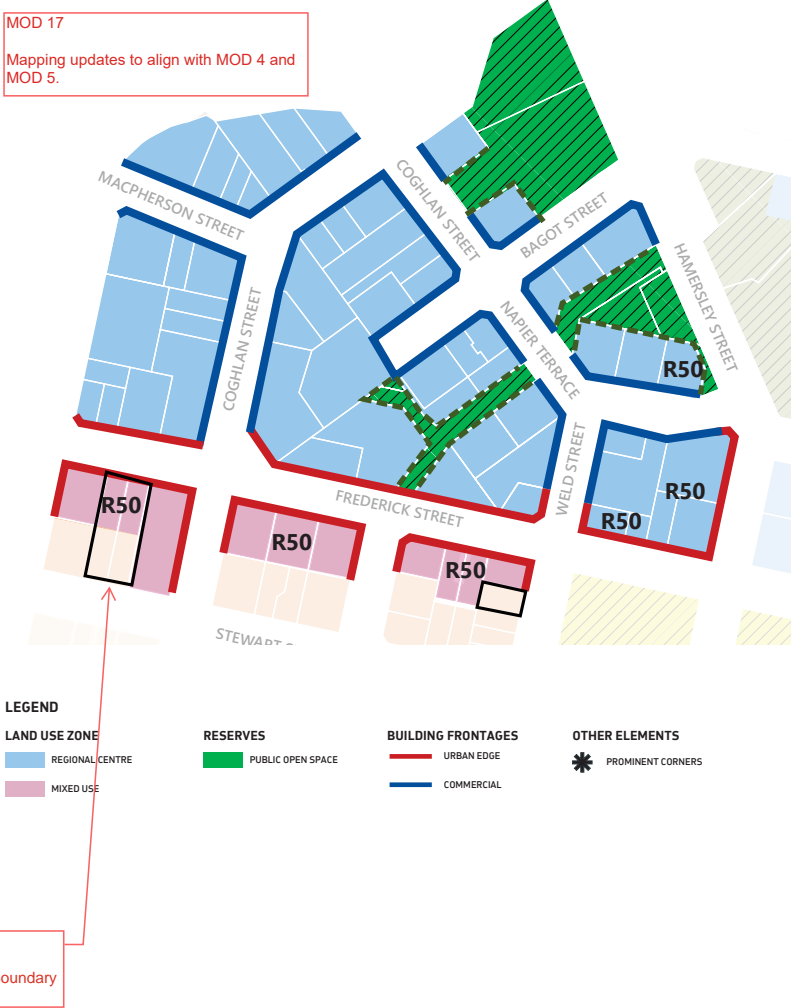 MOD 17
Mapping updates to align with MOD 4 and
MOD 5.
MACPHERSON STREET
COGHLAN STREET
BAGOT STREET
HAMERSLEY STREET
NAPIER TERRACE
COGHLAN STREET
R50
WELD STREET
FREDERICK STREET
R50
R50
R50
R50
R50
STEWART
LEGEND
LAND USE ZONE
RESERVES
BUILDING FRONTAGES
OTHER ELEMENTS
REGIONAL CENTRE
PUBLIC OPEN SPACE
URBAN EDGE
PROMINENT CORNERS
MIXED USE
COMMERCIAL
oundary